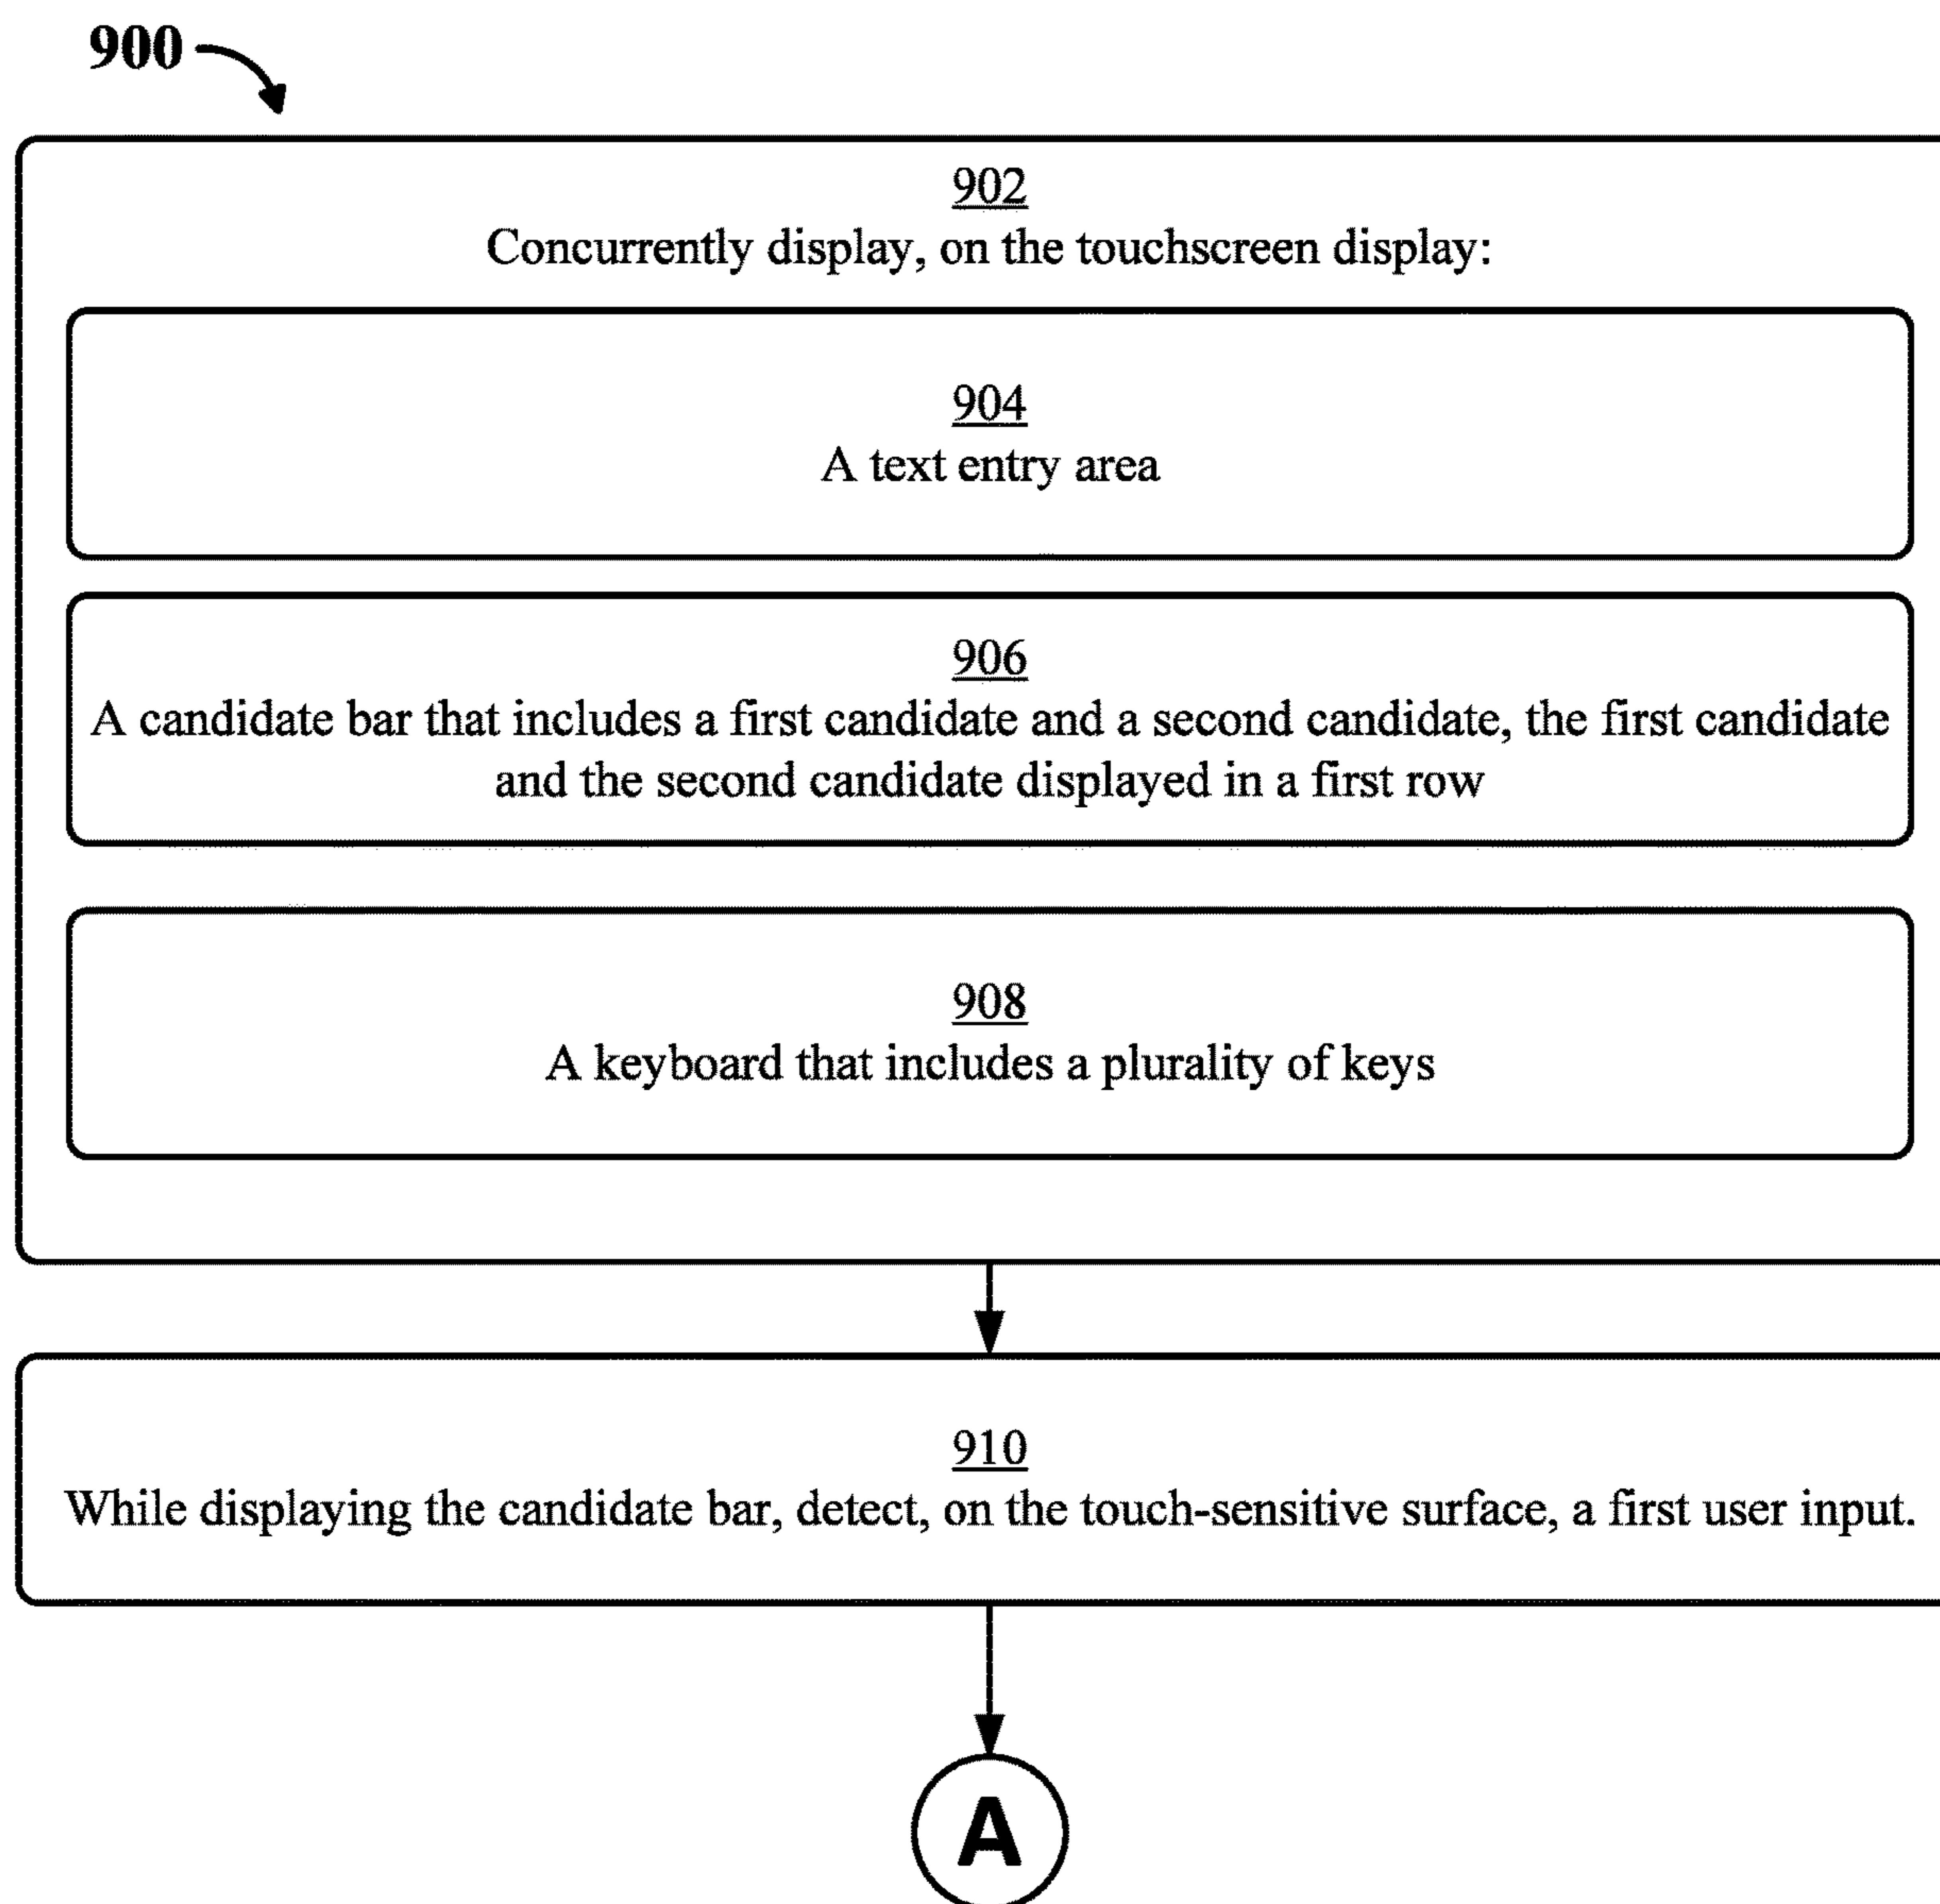 900
902
Concurrently display, on the touchscreen display:
904
A text entry area
906
A candidate bar that includes a first candidate and a second candidate, the first candidate
and the second candidate displayed in a first row
908
A keyboard that includes a plurality of keys
910
While displaying the candidate bar, detect, on the touch-sensitive surface, a first user input.
A